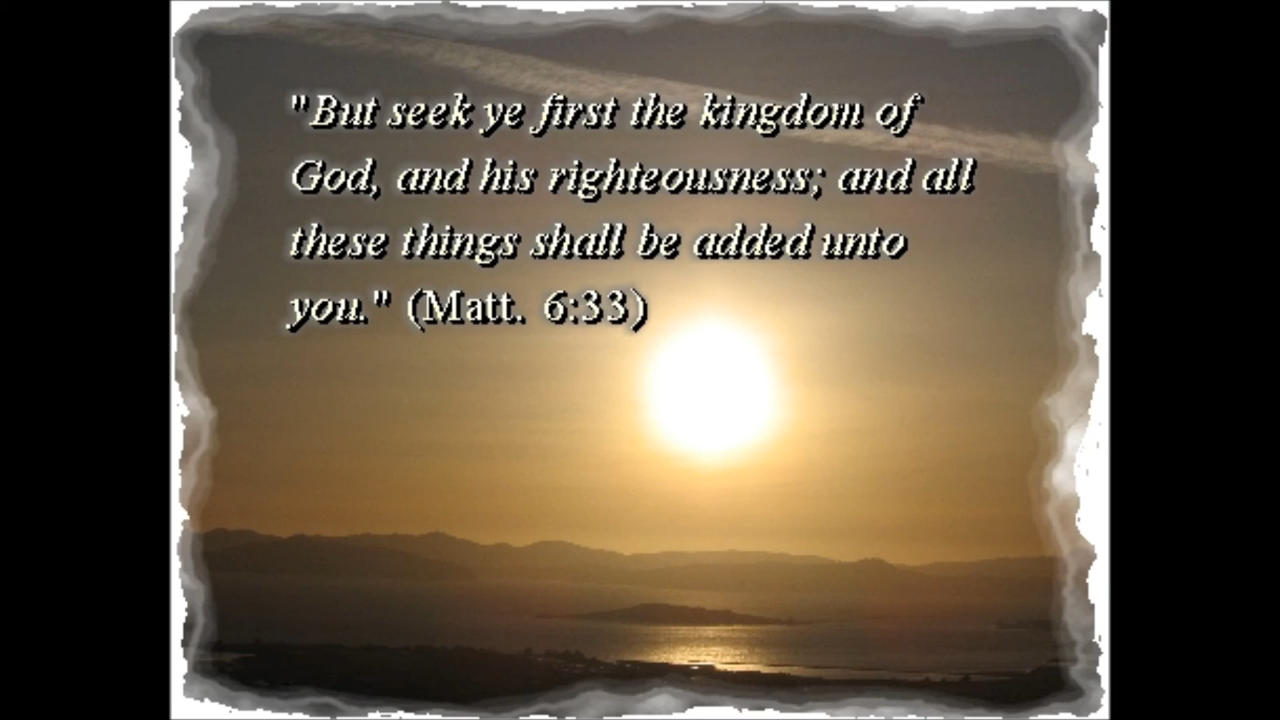 "But seek ye first the kingdom of
God, and his righteousness; and all
these things shall be added unto
you." (Matt. 6:33)